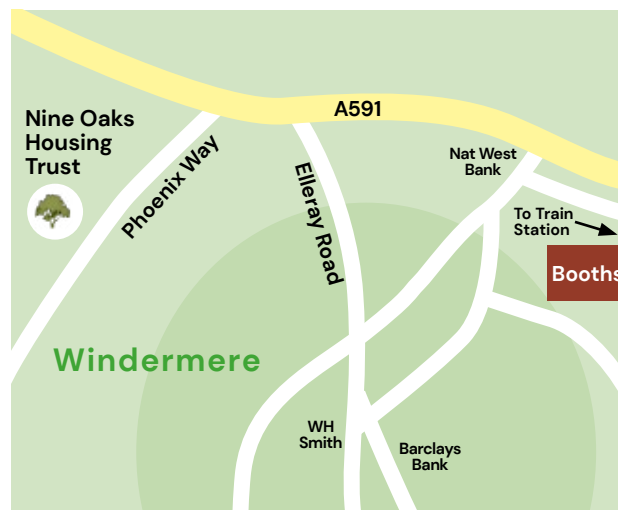 A591
Nine Oaks
Housing
Trust
Phoenix Way
Elleray Road
Nat West
Bank
To Train
Station
Booths
Windermere
WH
Smith
Barclays
Bank